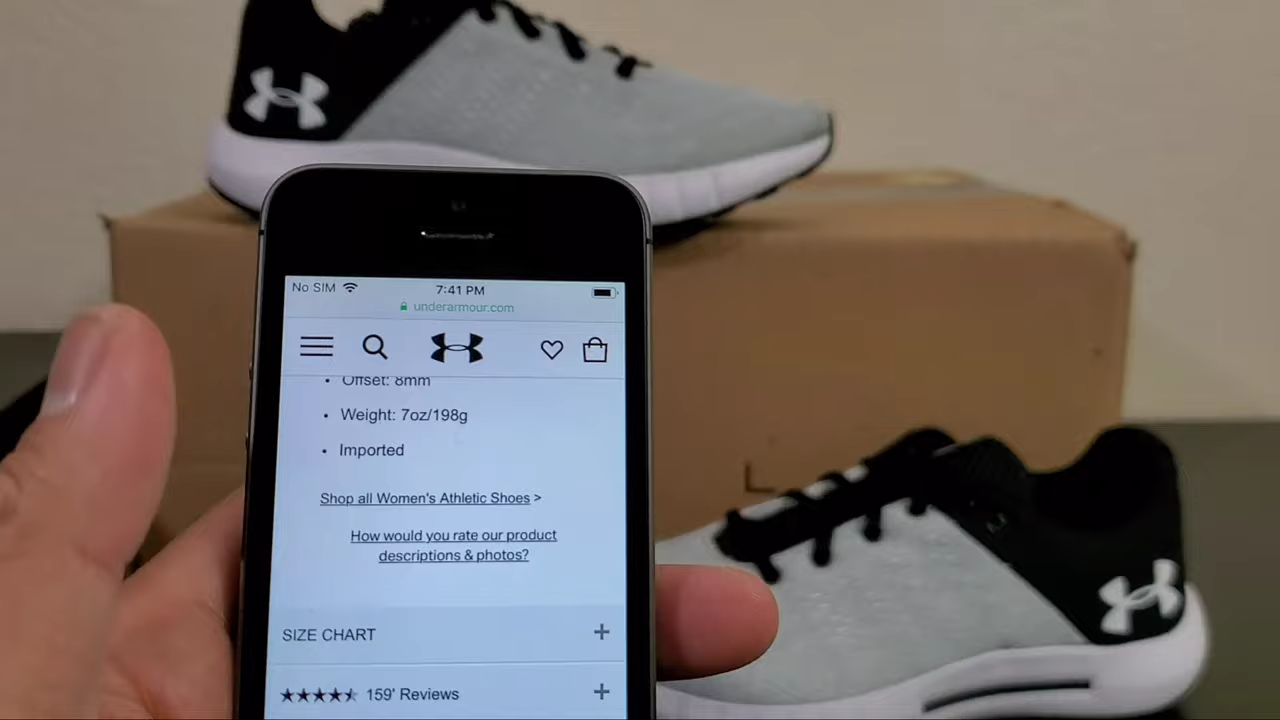 No SIM 7:41 PM
underarmour.com
• Offset: 8mm
• Weight: 7oz/198g
• Imported
Shop all Women's Athletic Shoes >
How would you rate our product
descriptions & photos?
SIZE CHART +
★★★★⯨ 159' Reviews +